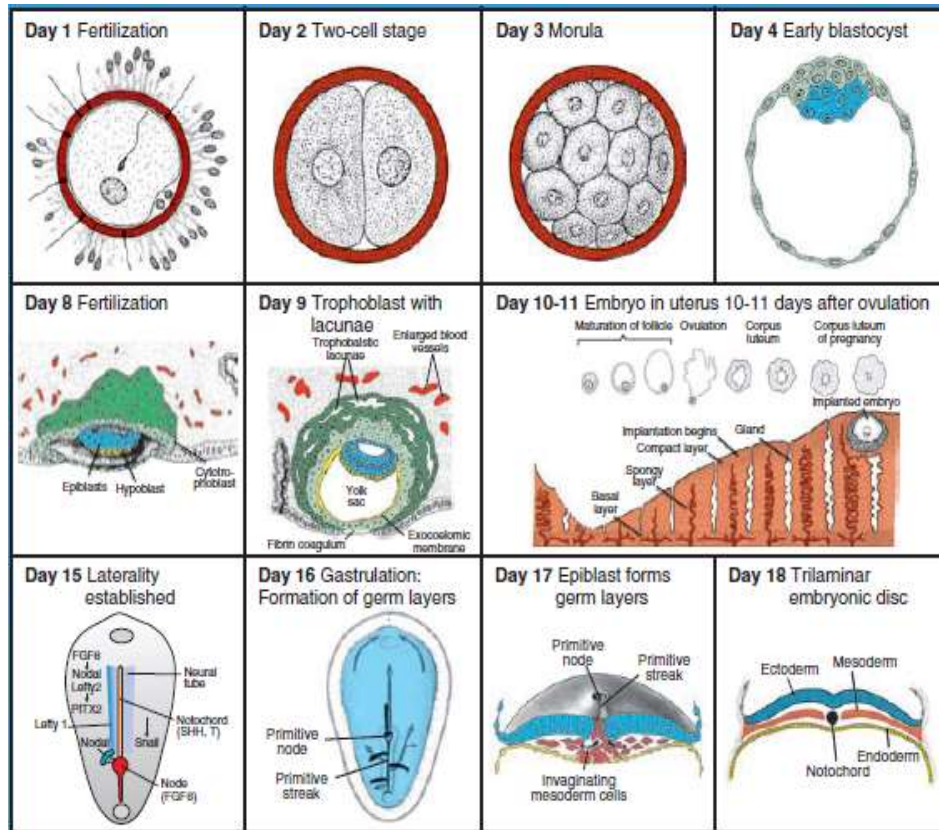 Day 1 Fertilization
Day 2 Two-cell stage
Day 3 Morula
Day 4 Early blastocyst
Day 8 Fertilization
Epiblasts
Hypoblast
Cytotro-
phoblast
Day 9 Trophoblast with
lacunae
Trophobalstic
lacunae
Enlarged blood
vessels
Yolk
sac
Fibrin coagulum
Exocoelomic
membrane
Day 10-11 Embryo in uterus 10-11 days after ovulation
Maturation of follicle
Ovulation
Corpus
luteum
Corpus luteum
of pregnancy
Implanted embryo
Implantation begins
Gland
Compact layer
Spongy
layer
Basal
layer
Day 15 Laterality
established
FGF8
Nodal
Lefty2
PITX2
Lefty 1
Nodal
Neural
tube
Notochord
(SHH, T)
Snail
Node
(FGF8)
Day 16 Gastrulation:
Formation of germ layers
Primitive
node
Primitive
streak
Day 17 Epiblast forms
germ layers
Primitive
node
Primitive
streak
Invaginating
mesoderm cells
Day 18 Trilaminar
embryonic disc
Ectoderm
Mesoderm
Endoderm
Notochord